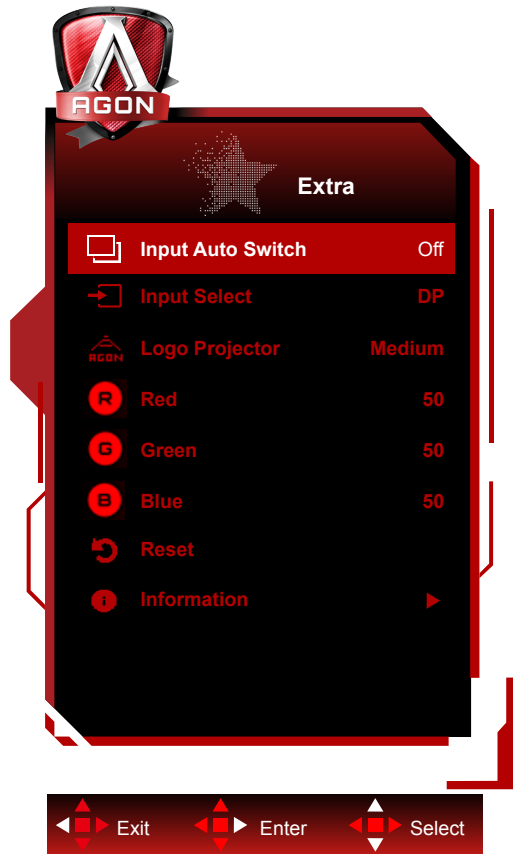 AGON
Extra
Input Auto Switch Off
Input Select DP
AGON Logo Projector Medium
R Red 50
G Green 50
B Blue 50
Reset
i Information
Exit Enter Select